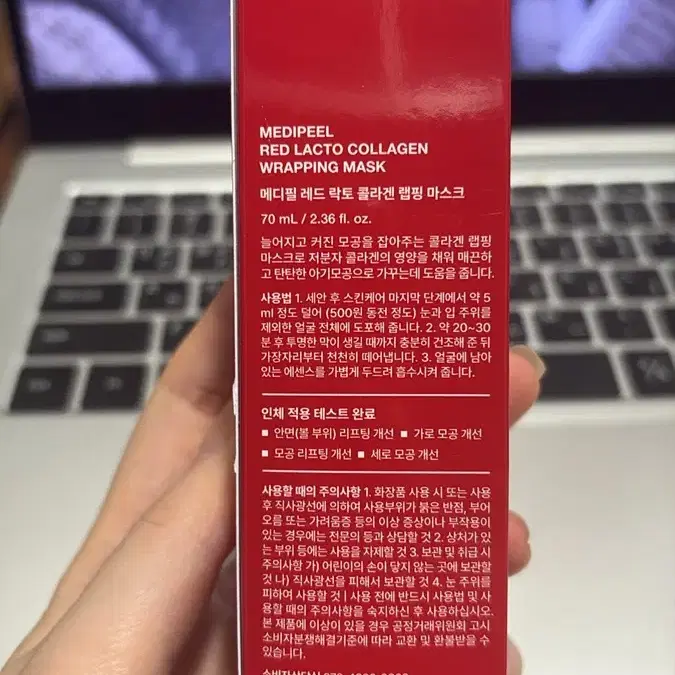 MEDIPEEL
RED LACTO COLLAGEN
WRAPPING MASK
메디필 레드 락토 콜라겐 랩핑 마스크
70 mL / 2.36 fl. oz.
늘어지고 커진 모공을 잡아주는 콜라겐 랩핑
마스크로 저분자 콜라겐의 영양을 채워 매끈하
고 탄탄한 아기모공으로 가꾸는데 도움을 줍니다.
사용법 1. 세안 후 스킨케어 마지막 단계에서 약 5
ml 정도 덜어 (500원 동전 정도) 눈과 입 주위를
제외한 얼굴 전체에 도포해 줍니다. 2. 약 20~30
분 후 투명한 막이 생길 때까지 충분히 건조해 준 뒤
가장자리부터 천천히 떼어냅니다. 3. 얼굴에 남아
있는 에센스를 가볍게 두드려 흡수시켜 줍니다.
인체 적용 테스트 완료
■ 안면(볼 부위) 리프팅 개선 ■ 가로 모공 개선
■ 모공 리프팅 개선 ■ 세로 모공 개선
사용할 때의 주의사항 1. 화장품 사용 시 또는 사용
후 직사광선에 의하여 사용부위가 붉은 반점, 부어
오름 또는 가려움증 등의 이상 증상이나 부작용이
있는 경우에는 전문의 등과 상담할 것 2. 상처가 있
는 부위 등에는 사용을 자제할 것 3. 보관 및 취급 시
주의사항 가) 어린이의 손이 닿지 않는 곳에 보관할
것 나) 직사광선을 피해서 보관할 것 4. 눈 주위를
피하여 사용할 것 | 사용 전에 반드시 사용법 및 사
용할 때의 주의사항을 숙지하신 후 사용하십시오.
본 제품에 이상이 있을 경우 공정거래위원회 고시
소비자분쟁해결기준에 따라 교환 및 환불받을 수
있습니다.
소비자상담실